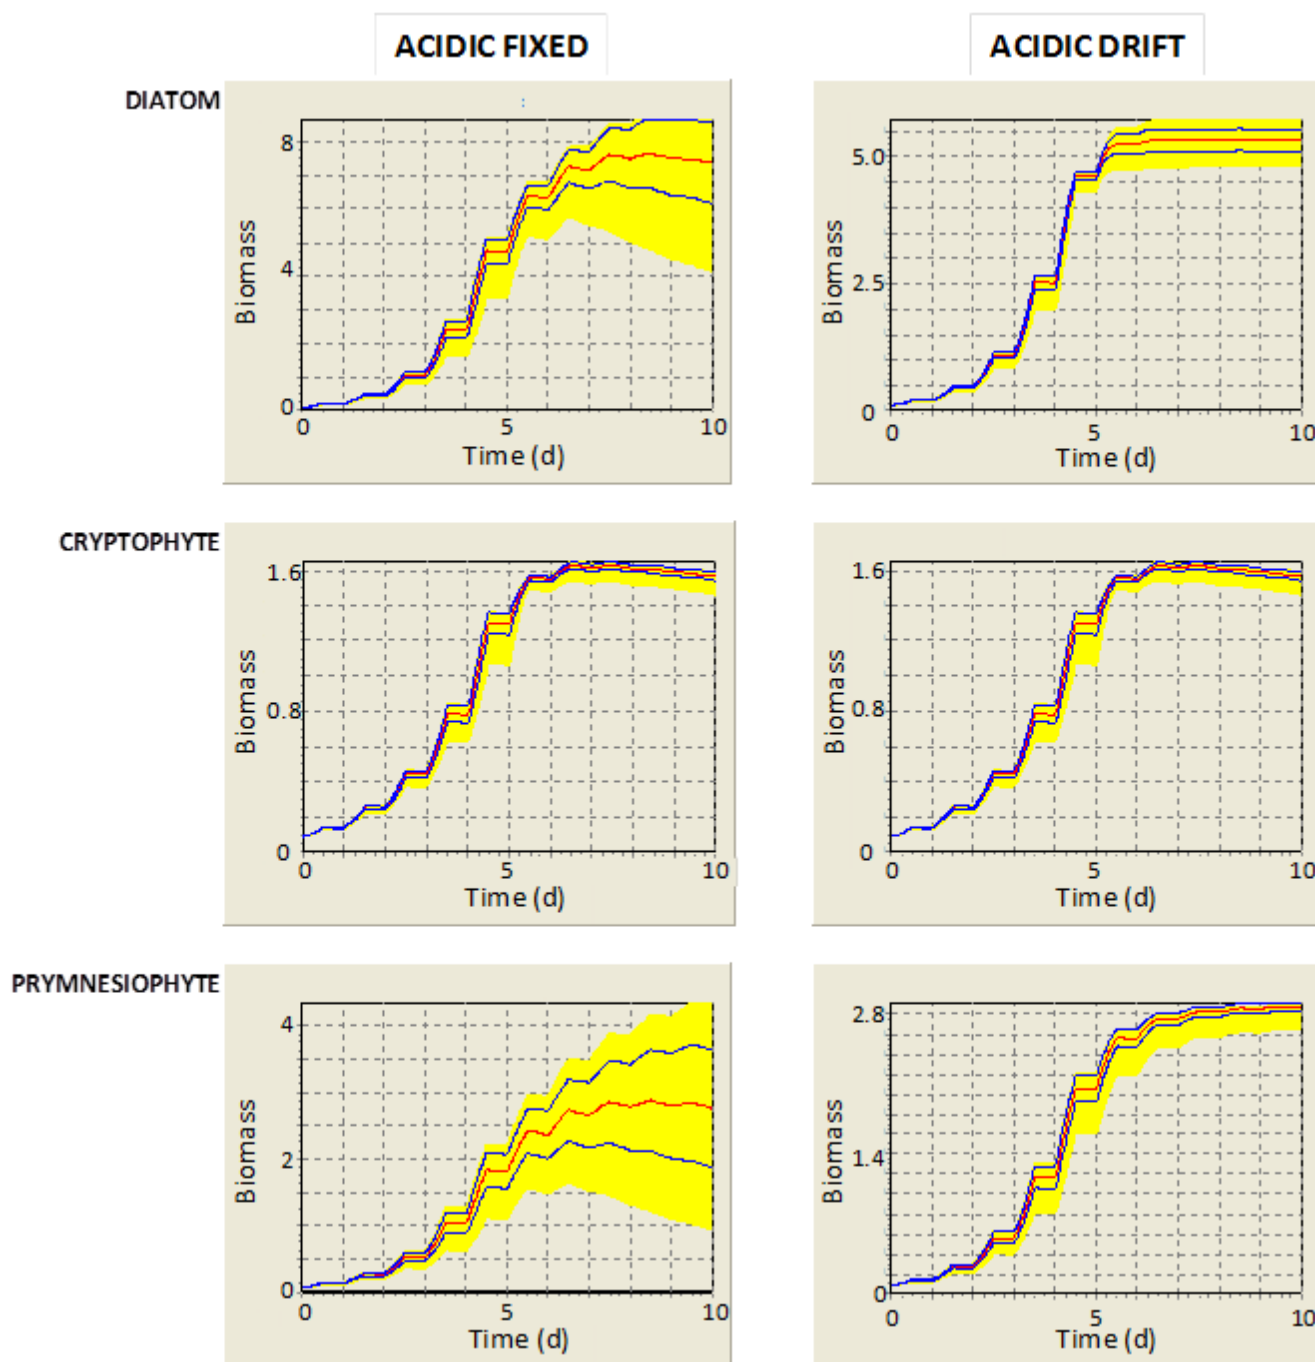 ACIDIC FIXED
ACIDIC DRIFT
DIATOM
8
4
0
Biomass
0 5 10
Time (d)
5.0
2.5
0
Biomass
0 5 10
Time (d)
CRYPTOPHYTE
1.6
0.8
0
Biomass
0 5 10
Time (d)
1.6
0.8
0
Biomass
0 5 10
Time (d)
PRYMNESIOPHYTE
4
2
0
Biomass
0 5 10
Time (d)
2.8
1.4
0
Biomass
0 5 10
Time (d)